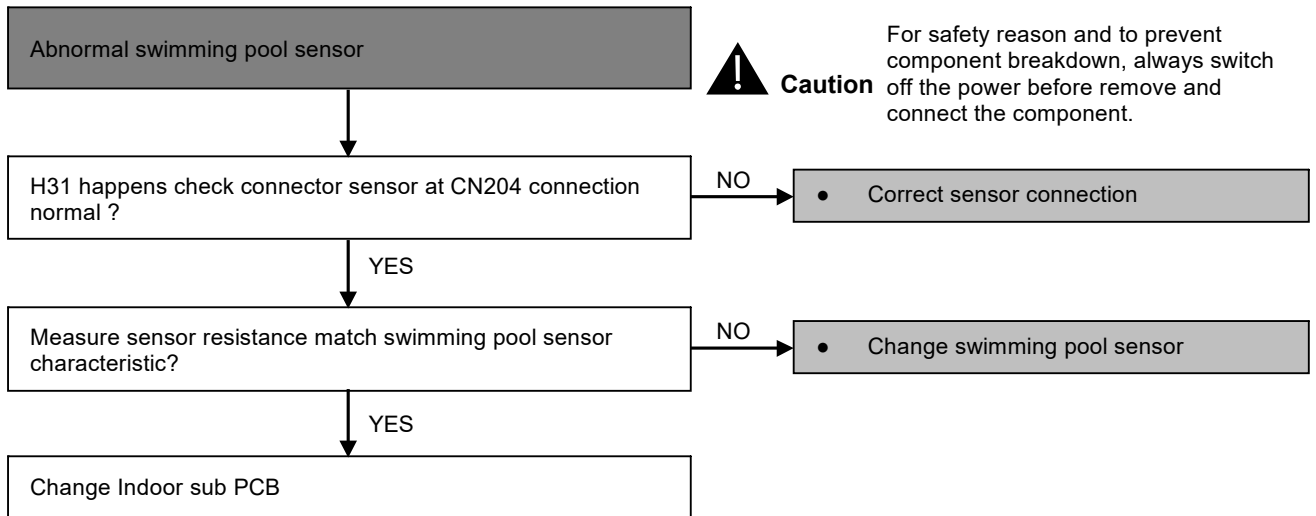 Abnormal swimming pool sensor
Caution
For safety reason and to prevent
component breakdown, always switch
off the power before remove and
connect the component.
H31 happens check connector sensor at CN204 connection
normal ?
NO
● Correct sensor connection
YES
Measure sensor resistance match swimming pool sensor
characteristic?
NO
● Change swimming pool sensor
YES
Change Indoor sub PCB